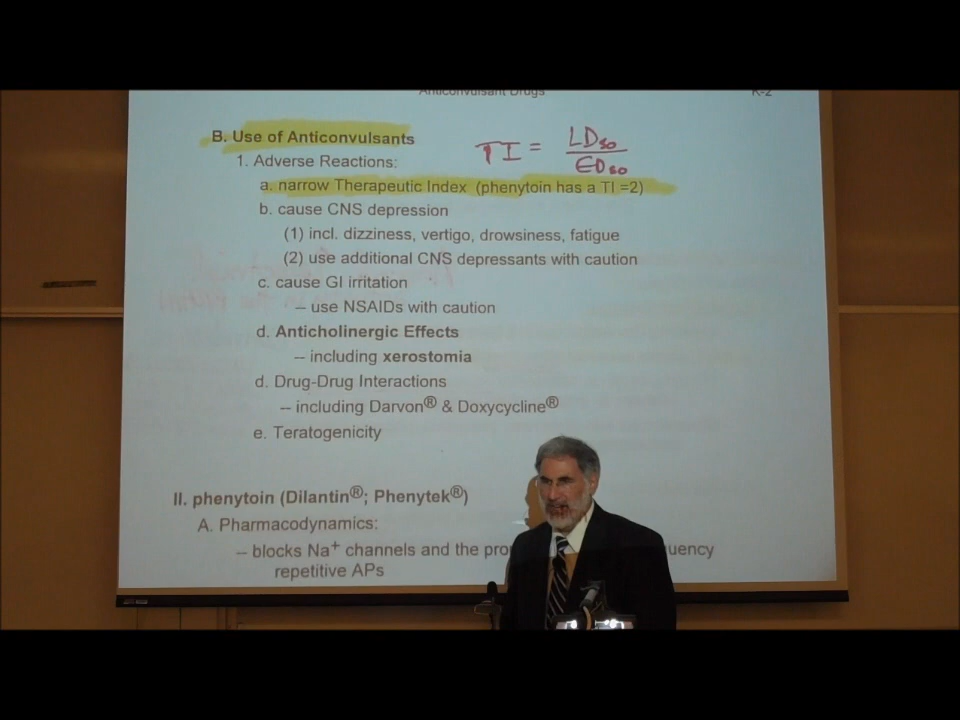 Anticonvulsant Drugs K-2
B. Use of Anticonvulsants
TI = LD50
ED50
1. Adverse Reactions:
a. narrow Therapeutic Index (phenytoin has a TI =2)
b. cause CNS depression
(1) incl. dizziness, vertigo, drowsiness, fatigue
(2) use additional CNS depressants with caution
c. cause GI irritation
-- use NSAIDs with caution
d. Anticholinergic Effects
-- including xerostomia
d. Drug-Drug Interactions
-- including Darvon® & Doxycycline®
e. Teratogenicity
II. phenytoin (Dilantin®; Phenytek®)
A. Pharmacodynamics:
-- blocks Na+ channels and the
repetitive APs